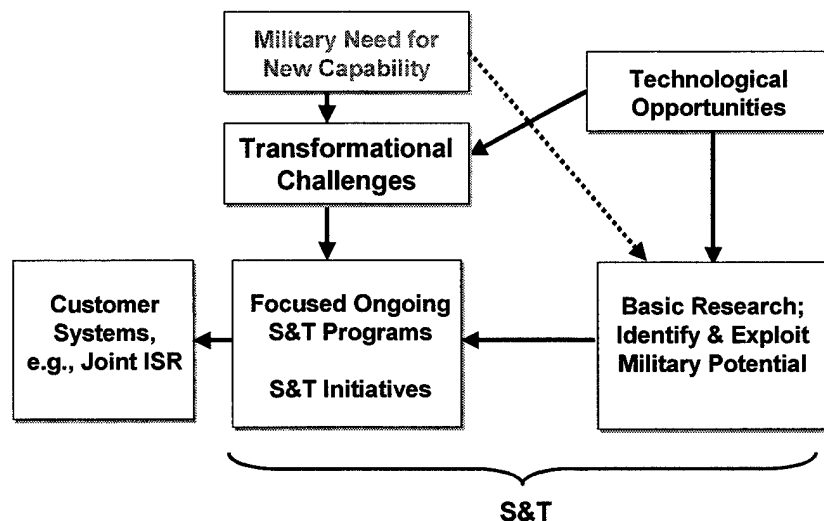 Military Need for
New Capability
Technological
Opportunities
Transformational
Challenges
Customer
Systems,
e.g., Joint ISR
Focused Ongoing
S&T Programs
S&T Initiatives
Basic Research;
Identify & Exploit
Military Potential
S&T